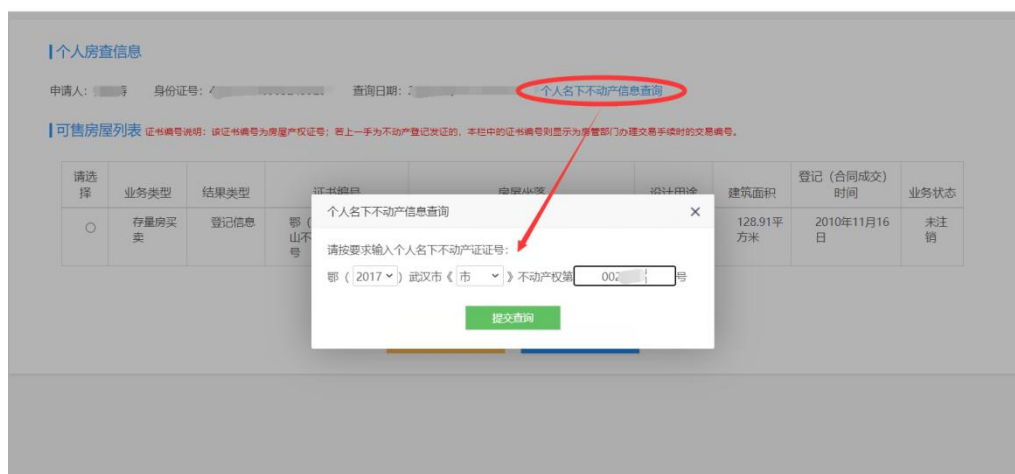 个人房查信息
申请人： 身份证号： 查询日期： 个人名下不动产信息查询
可售房屋列表 证书编号说明：该证书编号为房屋产权证号；若上一手为不动产登记发证的，本栏中的证书编号则显示为房管部门办理交易手续时的交易编号。
请选择 业务类型 结果类型 证书编号 房屋坐落 设计用途 建筑面积 登记（合同成交）时间 业务状态
存量房买卖 登记信息 鄂（ 山不 号 128.91平方米 2010年11月16日 未注销
个人名下不动产信息查询 ×
请按要求输入个人名下不动产证证号：
鄂（ 2017 ）武汉市《 市 》不动产权第 002 号
提交查询